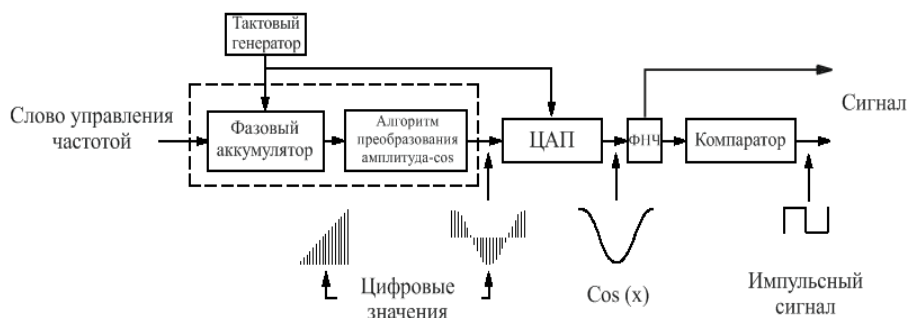 Тактовый
генератор
Слово управления
частотой
Фазовый
аккумулятор
Алгоритм
преобразования
амплитуда-cos
ЦАП
ФНЧ
Компаратор
Сигнал
Цифровые
значения
Cos (x)
Импульсный
сигнал